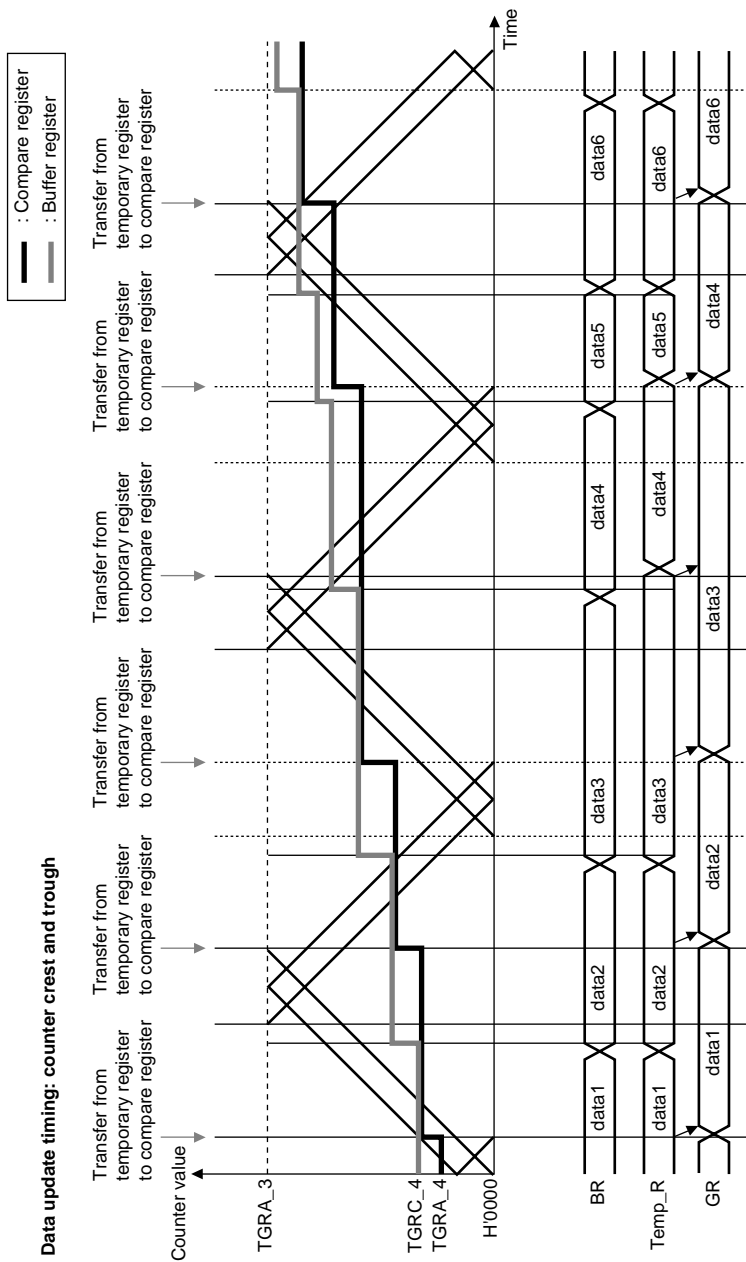 Data update timing: counter crest and trough
: Compare register
: Buffer register
Transfer from
temporary register
to compare register
Transfer from
temporary register
to compare register
Transfer from
temporary register
to compare register
Transfer from
temporary register
to compare register
Transfer from
temporary register
to compare register
Transfer from
temporary register
to compare register
Counter value
TGRA_3
TGRC_4
TGRA_4
H'0000
Time
BR
data1
data2
data3
data4
data5
data6
Temp_R
data1
data2
data3
data4
data5
data6
GR
data1
data2
data3
data4
data6